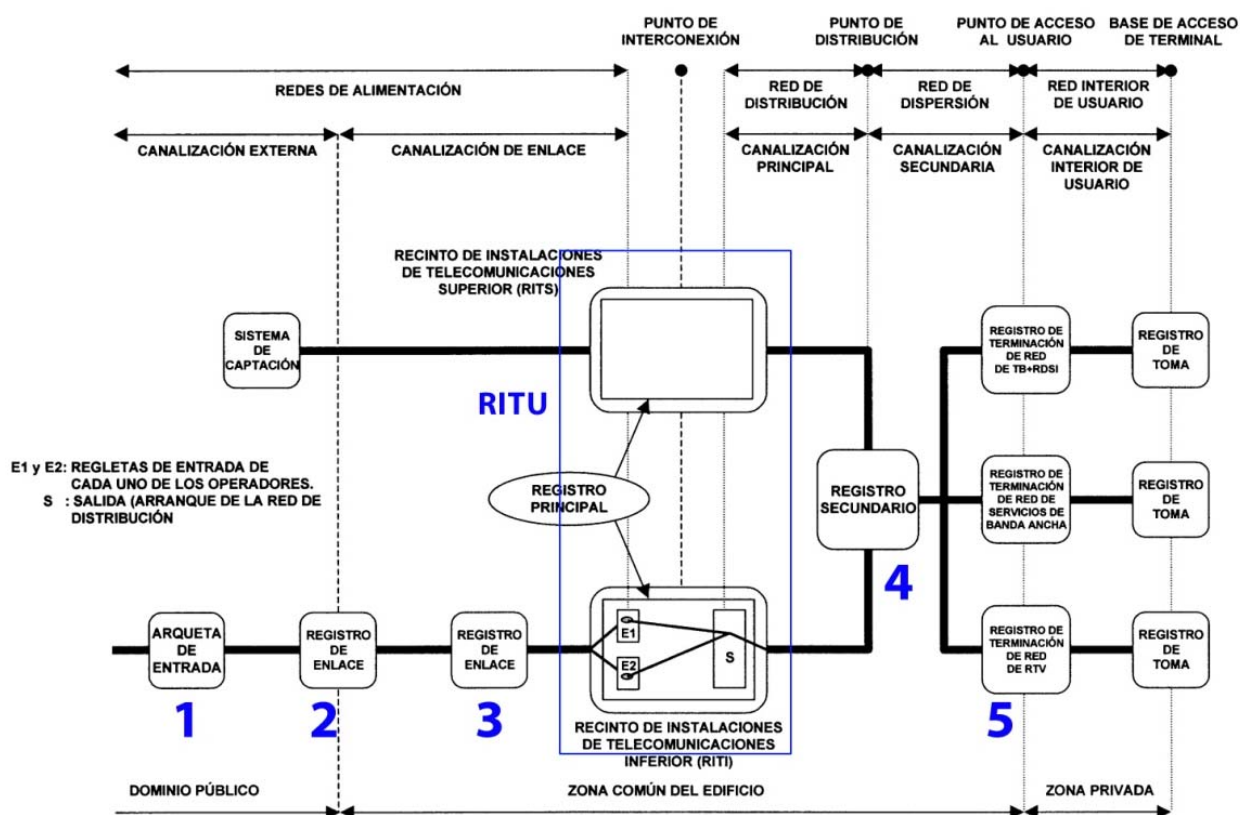 PUNTO DE
INTERCONEXIÓN
PUNTO DE
DISTRIBUCIÓN
PUNTO DE ACCESO
AL USUARIO
BASE DE ACCESO
DE TERMINAL
REDES DE ALIMENTACIÓN
RED DE
DISTRIBUCIÓN
RED DE
DISPERSIÓN
RED INTERIOR
DE USUARIO
CANALIZACIÓN EXTERNA
CANALIZACIÓN DE ENLACE
CANALIZACIÓN
PRINCIPAL
CANALIZACIÓN
SECUNDARIA
CANALIZACIÓN
INTERIOR DE
USUARIO
RECINTO DE INSTALACIONES
DE TELECOMUNICACIONES
SUPERIOR (RITS)
SISTEMA
DE
CAPTACIÓN
RITU
REGISTRO DE
TERMINACIÓN
DE RED
DE TB+RDSI
REGISTRO
DE
TOMA
E1 y E2: REGLETAS DE ENTRADA DE
CADA UNO DE LOS OPERADORES.
S : SALIDA (ARRANQUE DE LA RED DE
DISTRIBUCIÓN
REGISTRO
PRINCIPAL
REGISTRO
SECUNDARIO
4
REGISTRO DE
TERMINACIÓN
DE RED DE
SERVICIOS DE
BANDA ANCHA
REGISTRO
DE
TOMA
ARQUETA
DE
ENTRADA
1
REGISTRO
DE
ENLACE
2
REGISTRO
DE
ENLACE
3
E1
E2
S
RECINTO DE INSTALACIONES
DE TELECOMUNICACIONES
INFERIOR (RITI)
REGISTRO DE
TERMINACIÓN
DE RED
DE RTV
5
REGISTRO
DE
TOMA
DOMINIO PÚBLICO
ZONA COMÚN DEL EDIFICIO
ZONA PRIVADA